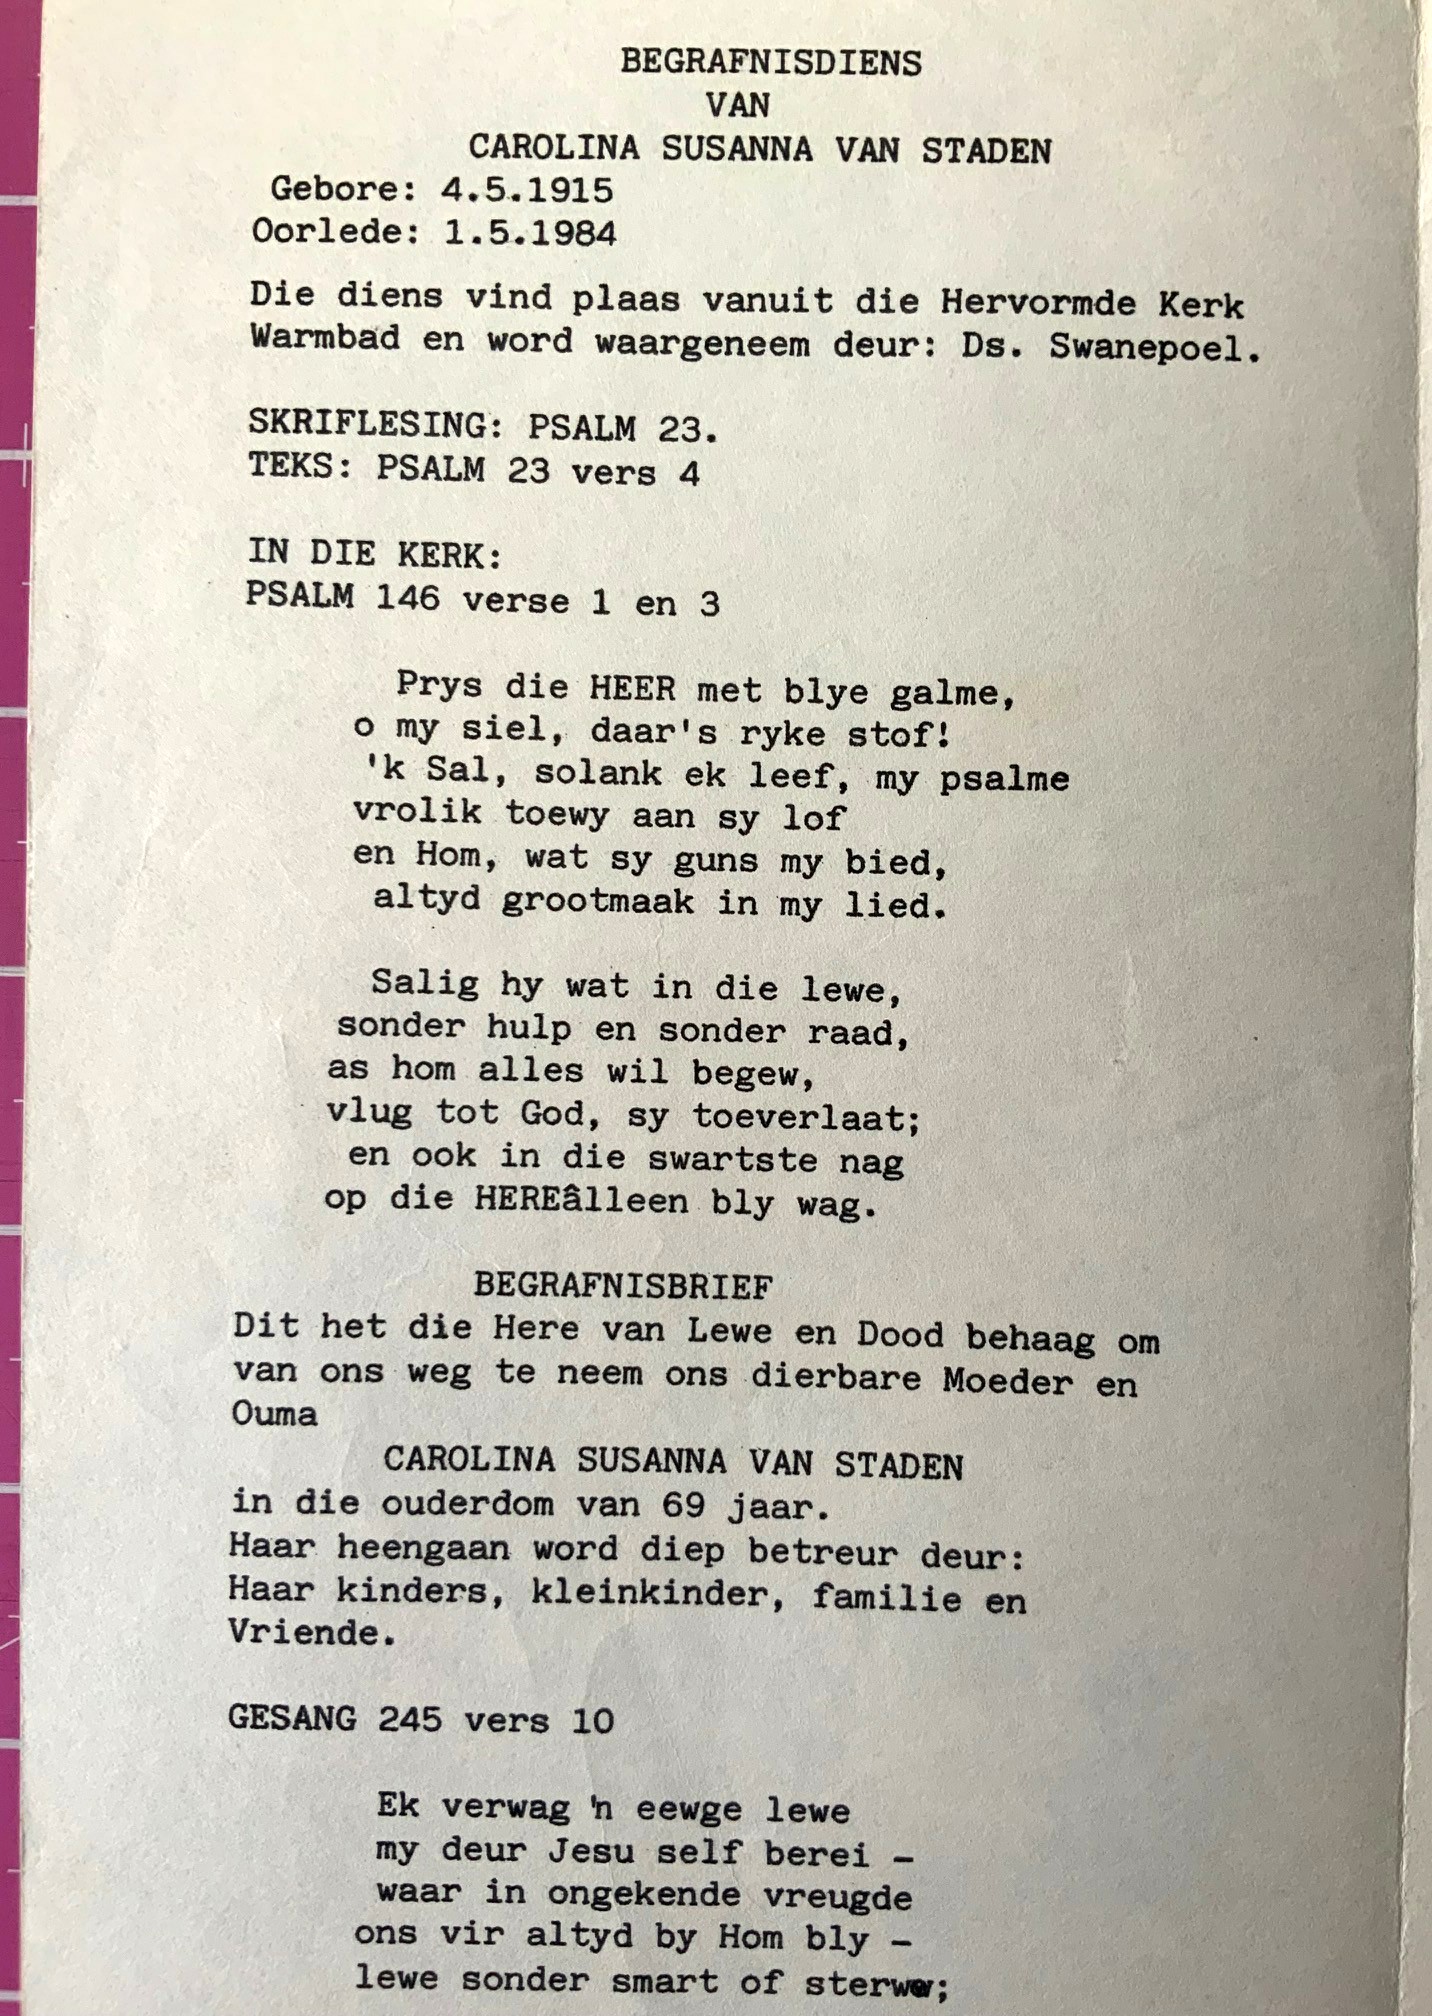 BEGRAFNISDIENS
VAN
CAROLINA SUSANNA VAN STADEN
Gebore: 4.5.1915
Oorlede: 1.5.1984
Die diens vind plaas vanuit die Hervormde Kerk
Warmbad en word waargeneem deur: Ds. Swanepoel.
SKRIFLESING: PSALM 23.
TEKS: PSALM 23 vers 4
IN DIE KERK:
PSALM 146 verse 1 en 3
Prys die HEER met blye galme,
o my siel, daar's ryke stof!
'k Sal, solank ek leef, my psalme
vrolik toewy aan sy lof
en Hom, wat sy guns my bied,
altyd grootmaak in my lied.
Salig hy wat in die lewe,
sonder hulp en sonder raad,
as hom alles wil begew,
vlug tot God, sy toeverlaat;
en ook in die swartste nag
op die HEREâlleen bly wag.
BEGRAFNISBRIEF
Dit het die Here van Lewe en Dood behaag om
van ons weg te neem ons dierbare Moeder en
Ouma
CAROLINA SUSANNA VAN STADEN
in die ouderdom van 69 jaar.
Haar heengaan word diep betreur deur:
Haar kinders, kleinkinder, familie en
Vriende.
GESANG 245 vers 10
Ek verwag 'n eewge lewe
my deur Jesu self berei -
waar in ongekende vreugde
ons vir altyd by Hom bly -
lewe sonder smart of